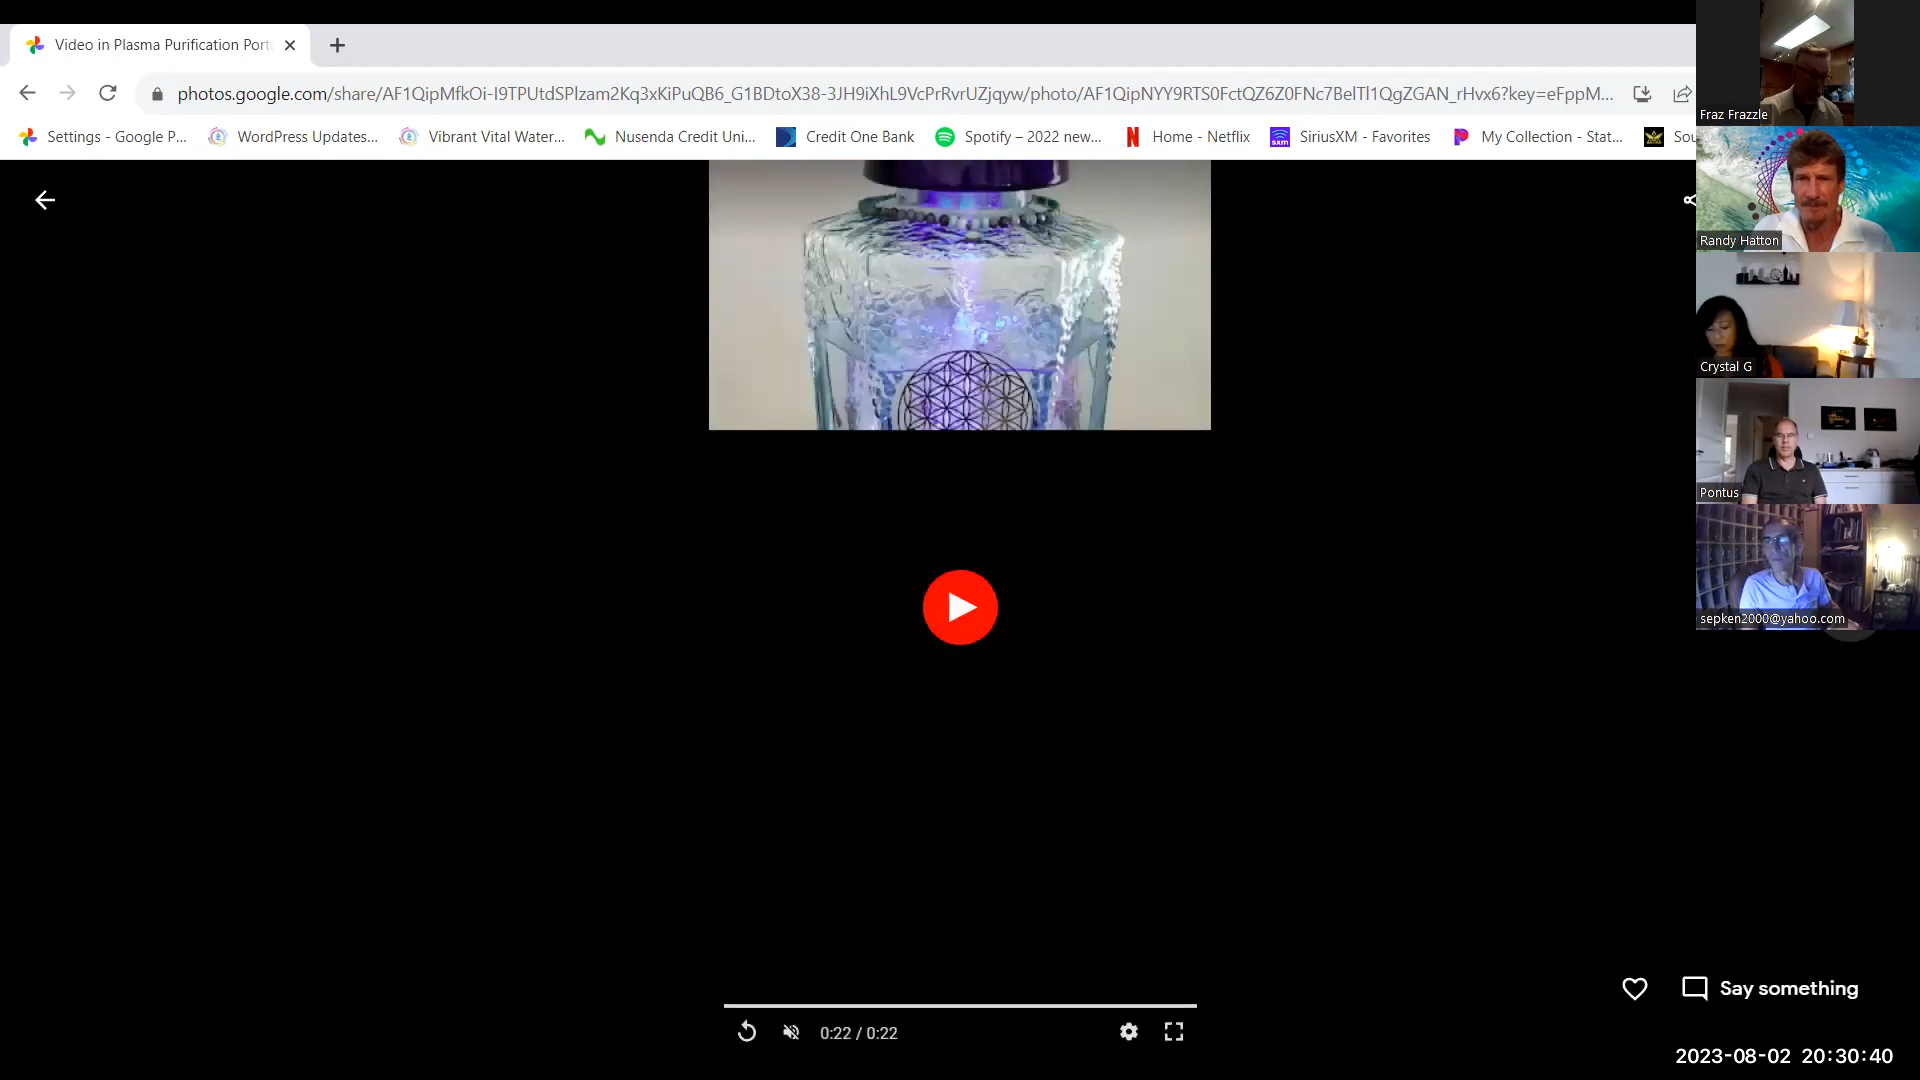 Video in Plasma Purification Port
photos.google.com/share/AF1QipMfkOi-I9TPUtdSPlzam2Kq3xKiPuQB6_G1BDtoX38-3JH9iXhL9VcPrRvrUZjqyw/photo/AF1QipNYY9RTS0FctQZ6Z0FNc7BelTl1QgZGAN_rHvx6?key=eFppM...
Settings - Google P...
WordPress Updates...
Vibrant Vital Water...
Nusenda Credit Uni...
Credit One Bank
Spotify – 2022 new...
Home - Netflix
SiriusXM - Favorites
My Collection - Stat...
Sou
Fraz Frazzle
Randy Hatton
Crystal G
Pontus
sepken2000@yahoo.com
Say something
0:22 / 0:22
2023-08-02 20:30:40